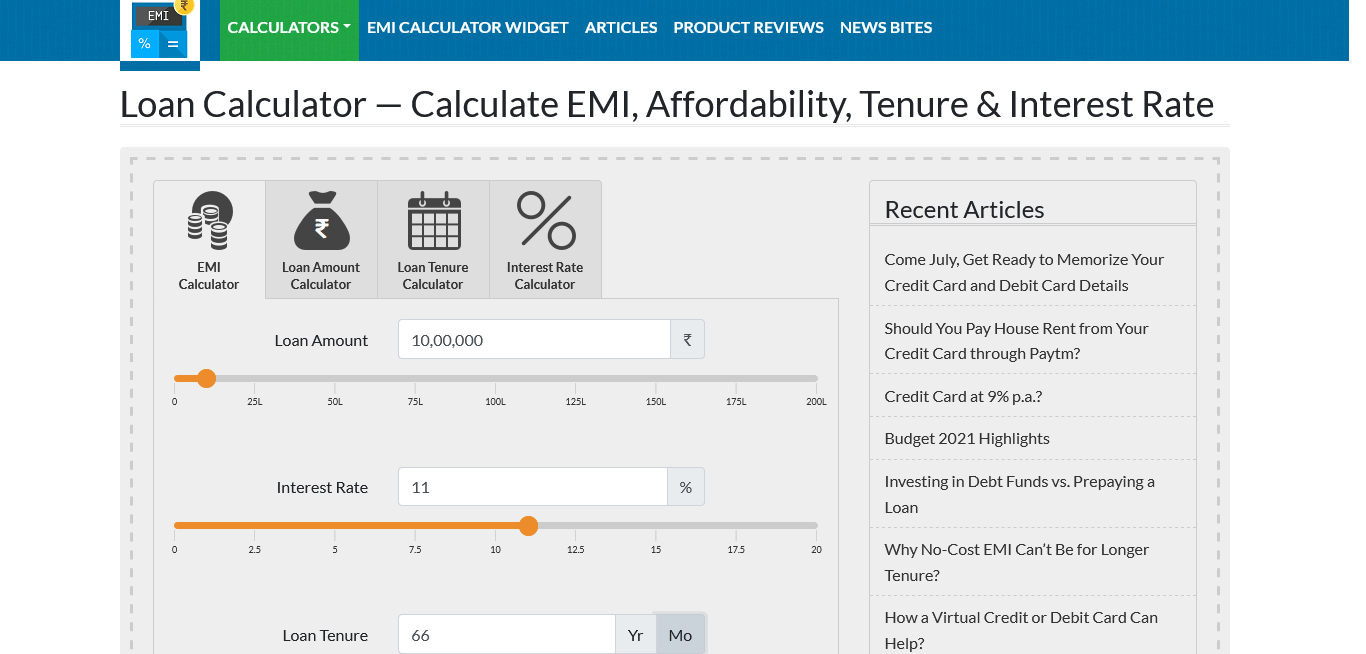 EMI
₹
%
=
CALCULATORS
EMI CALCULATOR WIDGET
ARTICLES
PRODUCT REVIEWS
NEWS BITES
Loan Calculator — Calculate EMI, Affordability, Tenure & Interest Rate
₹
EMI
Calculator
Loan Amount
Calculator
Loan Tenure
Calculator
Interest Rate
Calculator
Loan Amount
10,00,000
₹
0 25L 50L 75L 100L 125L 150L 175L 200L
Interest Rate
11
%
0 2.5 5 7.5 10 12.5 15 17.5 20
Loan Tenure
66
Yr
Mo
Recent Articles
Come July, Get Ready to Memorize Your
Credit Card and Debit Card Details
Should You Pay House Rent from Your
Credit Card through Paytm?
Credit Card at 9% p.a.?
Budget 2021 Highlights
Investing in Debt Funds vs. Prepaying a
Loan
Why No-Cost EMI Can’t Be for Longer
Tenure?
How a Virtual Credit or Debit Card Can
Help?